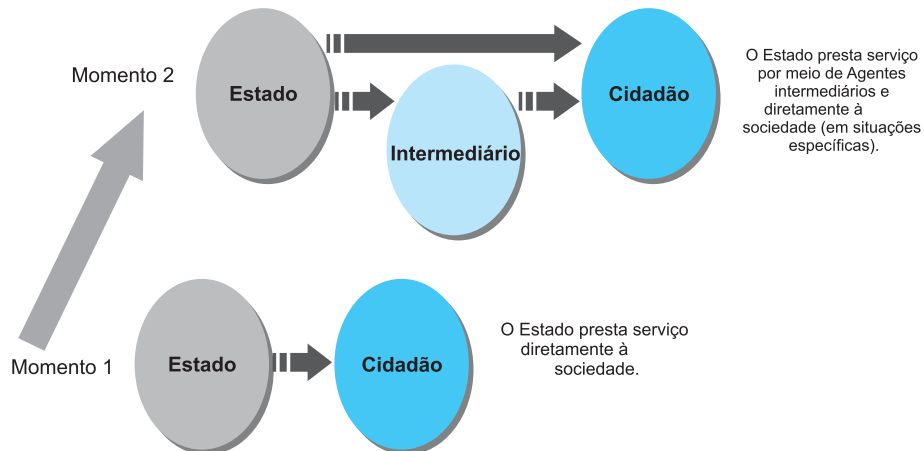 Momento 2
Estado
Intermediário
Cidadão
O Estado presta serviço
por meio de Agentes
intermediários e
diretamente à
sociedade (em situações
específicas).
Momento 1
Estado
Cidadão
O Estado presta serviço
diretamente à
sociedade.